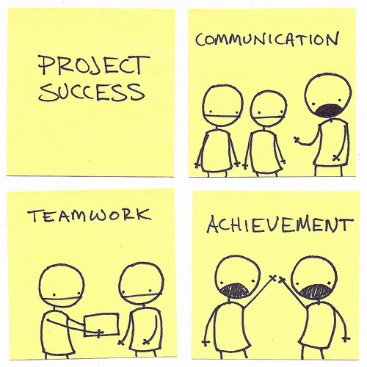 PROJECT
SUCCESS
COMMUNICATION
TEAMWORK
ACHIEVEMENT